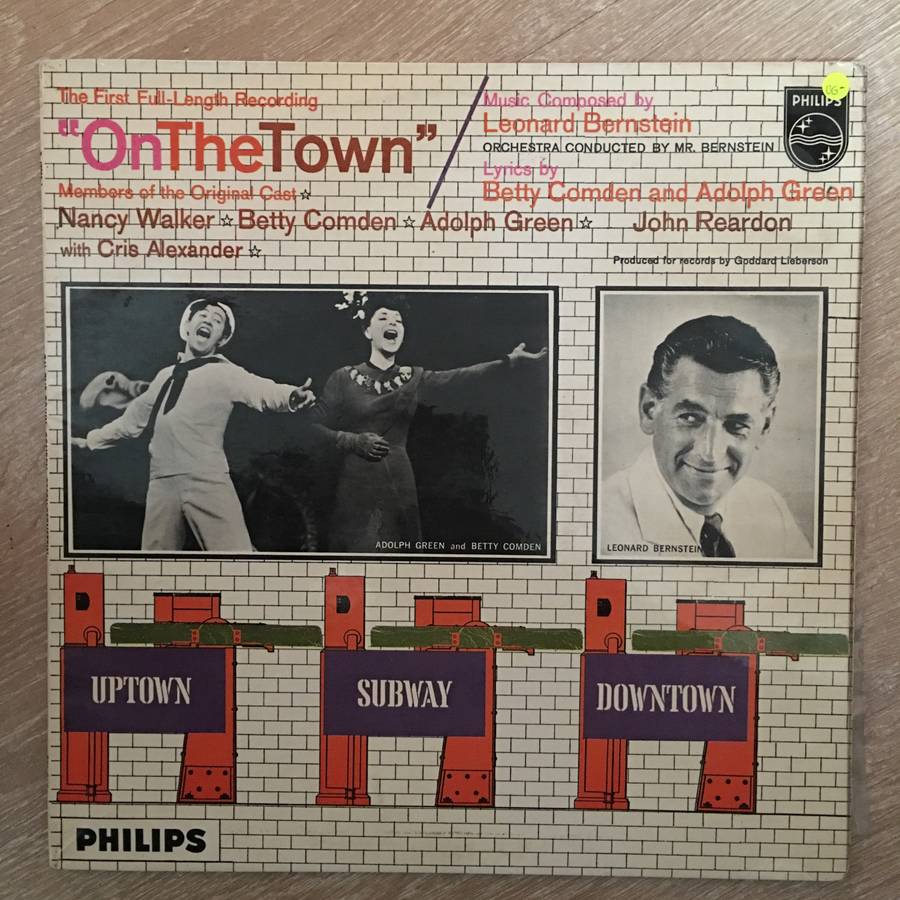 The First Full-Length Recording
"OnTheTown"
Members of the Original Cast ☆
Nancy Walker ☆ Betty Comden ☆ Adolph Green ☆ John Reardon
with Cris Alexander ☆
Music Composed by
Leonard Bernstein
ORCHESTRA CONDUCTED BY MR. BERNSTEIN
Lyrics by
Betty Comden and Adolph Green
Produced for records by Goddard Lieberson
PHILIPS
ADOLPH GREEN and BETTY COMDEN
LEONARD BERNSTEIN
UPTOWN
SUBWAY
DOWNTOWN
PHILIPS